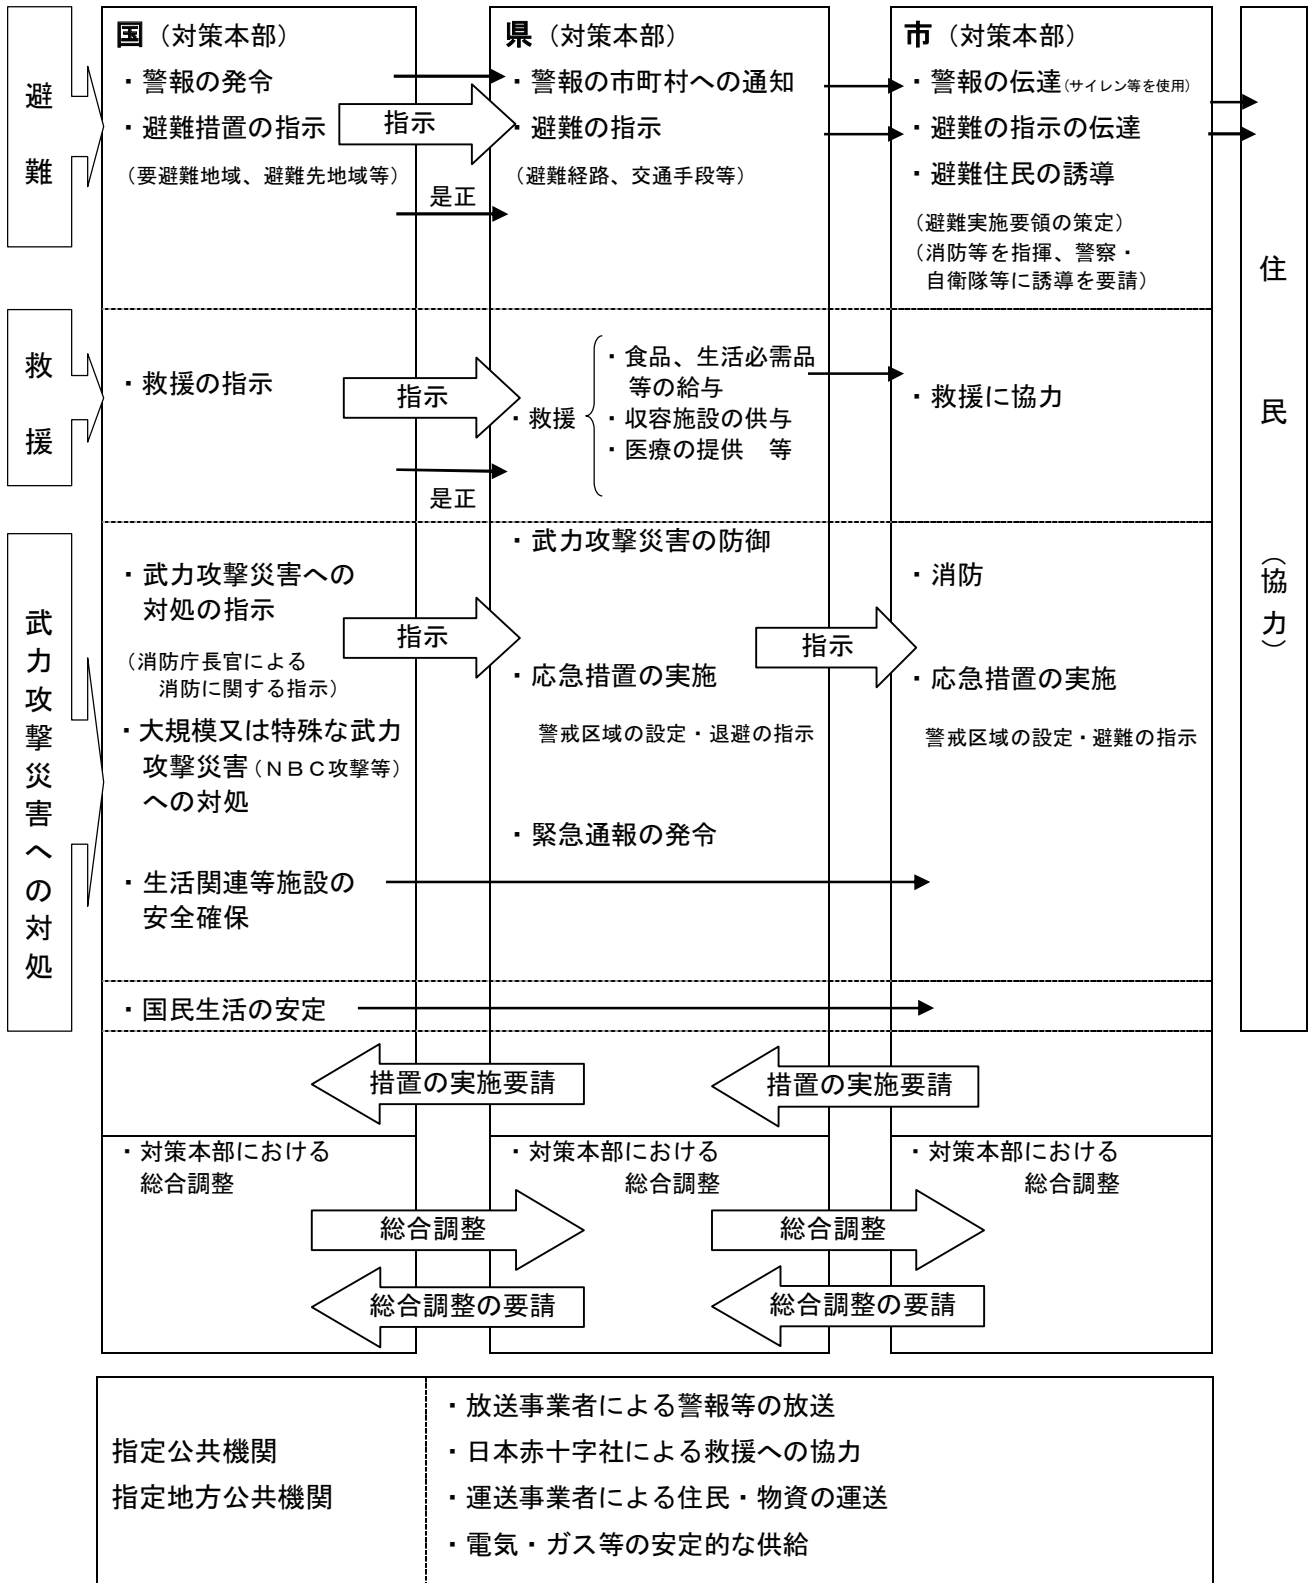 避難
国（対策本部）
・警報の発令
・避難措置の指示
（要避難地域、避難先地域等）
指示
是正
県（対策本部）
・警報の市町村への通知
・避難の指示
（避難経路、交通手段等）
市（対策本部）
・警報の伝達（サイレン等を使用）
・避難の指示の伝達
・避難住民の誘導
（避難実施要領の策定）
（消防等を指揮、警察・
自衛隊等に誘導を要請）
住民（協力）
救援
・救援の指示
指示
是正
・救援
・食品、生活必需品
等の給与
・収容施設の供与
・医療の提供　等
・救援に協力
武力攻撃災害への対処
・武力攻撃災害への
対処の指示
（消防庁長官による
消防に関する指示）
・大規模又は特殊な武力
攻撃災害（ＮＢＣ攻撃等）
への対処
・生活関連等施設の
安全確保
指示
・武力攻撃災害の防御
・応急措置の実施
警戒区域の設定・退避の指示
・緊急通報の発令
指示
・消防
・応急措置の実施
警戒区域の設定・避難の指示
・国民生活の安定
措置の実施要請
措置の実施要請
・対策本部における
総合調整
・対策本部における
総合調整
・対策本部における
総合調整
総合調整
総合調整
総合調整の要請
総合調整の要請
指定公共機関
指定地方公共機関
・放送事業者による警報等の放送
・日本赤十字社による救援への協力
・運送事業者による住民・物資の運送
・電気・ガス等の安定的な供給